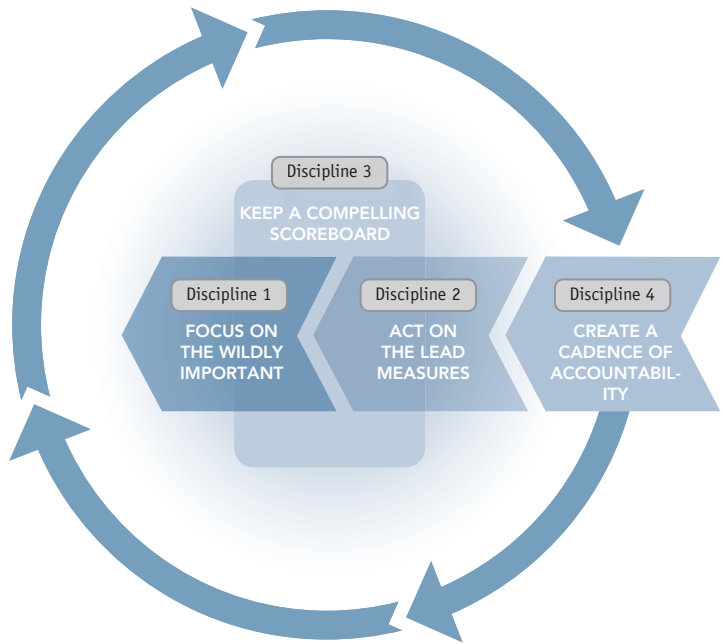 Discipline 3
KEEP A COMPELLING
SCOREBOARD
Discipline 1
FOCUS ON
THE WILDLY
IMPORTANT
Discipline 2
ACT ON
THE LEAD
MEASURES
Discipline 4
CREATE A
CADENCE OF
ACCOUNTABIL-
ITY